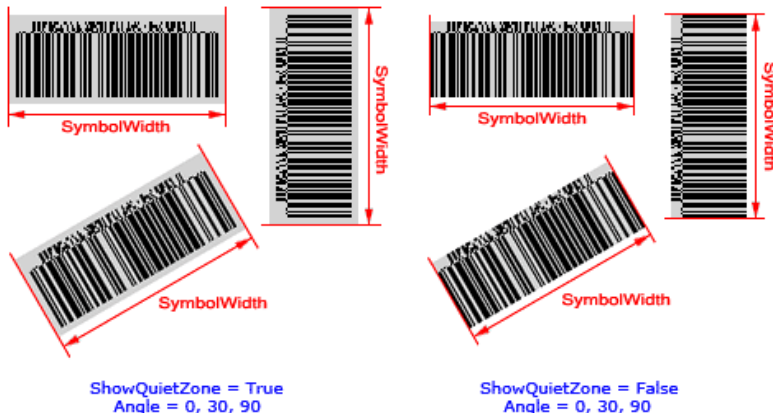 SymbolWidth
SymbolWidth
SymbolWidth
ShowQuietZone = True
Angle = 0, 30, 90
SymbolWidth
SymbolWidth
SymbolWidth
ShowQuietZone = False
Angle = 0, 30, 90